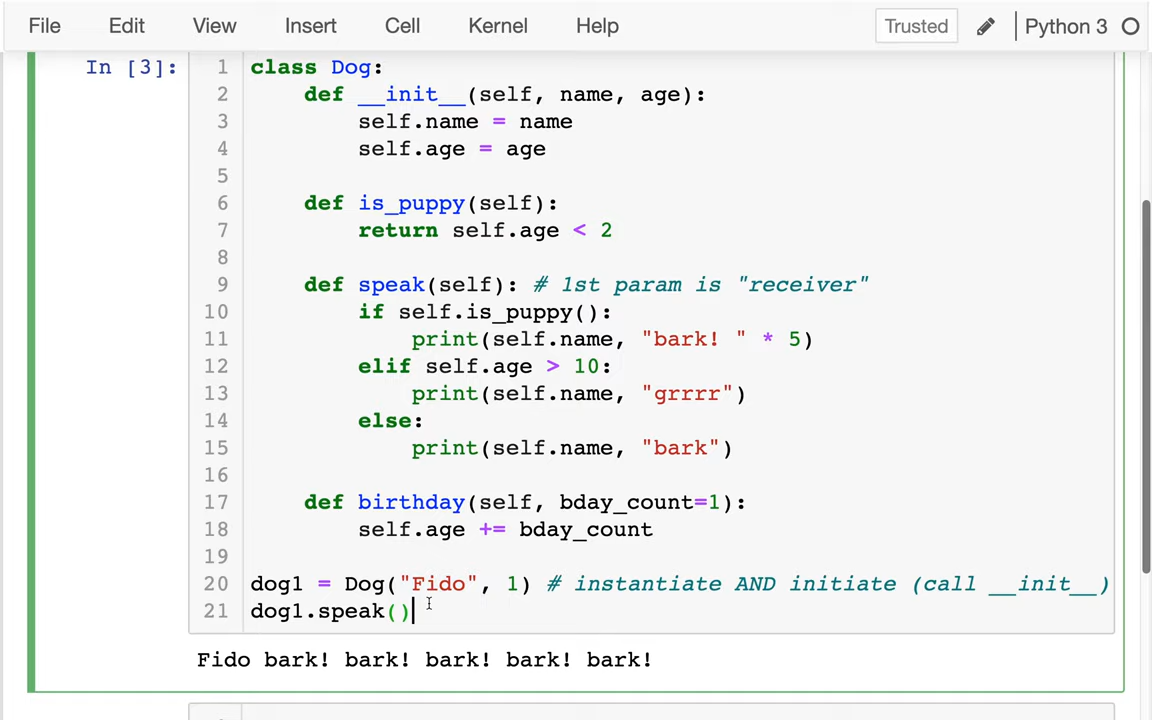 File Edit View Insert Cell Kernel Help Trusted Python 3
In [3]:
1 class Dog:
2     def __init__(self, name, age):
3         self.name = name
4         self.age = age
5
6     def is_puppy(self):
7         return self.age < 2
8
9     def speak(self): # 1st param is "receiver"
10         if self.is_puppy():
11             print(self.name, "bark! " * 5)
12         elif self.age > 10:
13             print(self.name, "grrrr")
14         else:
15             print(self.name, "bark")
16
17     def birthday(self, bday_count=1):
18         self.age += bday_count
19
20 dog1 = Dog("Fido", 1) # instantiate AND initiate (call __init__)
21 dog1.speak()
Fido bark! bark! bark! bark! bark!